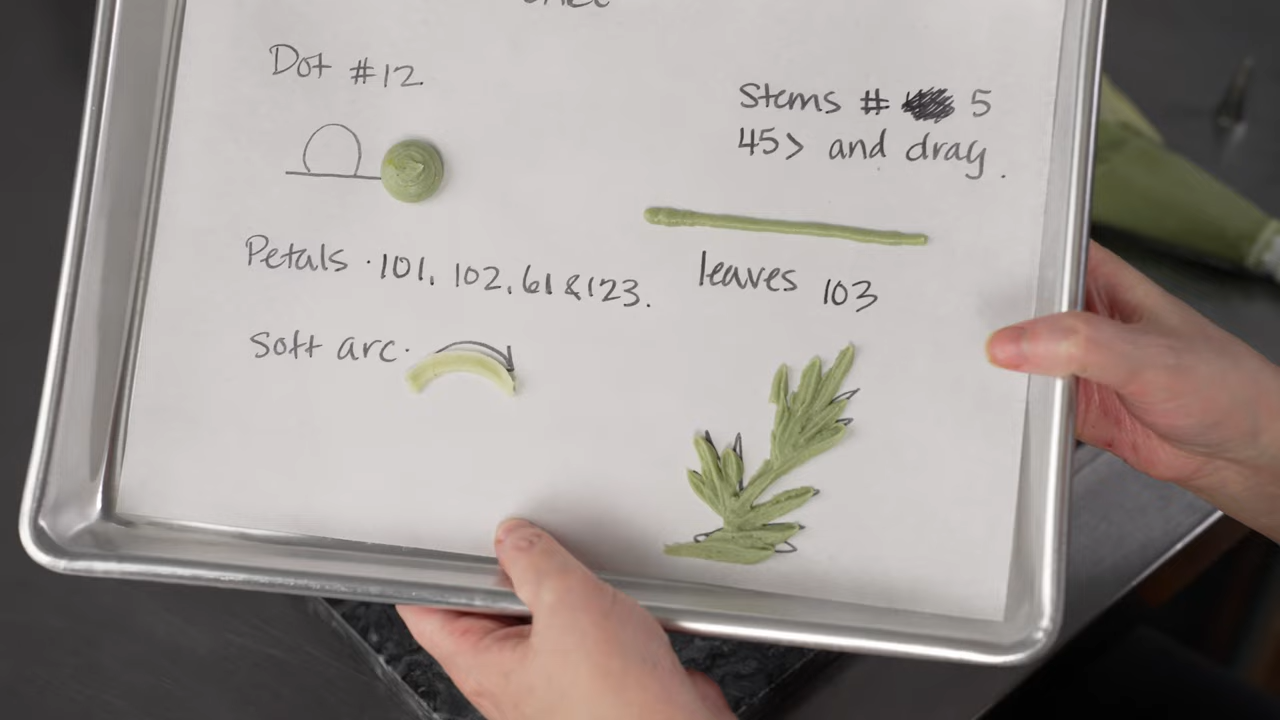 Dot #12
Stems # 5
45> and drag.
Petals · 101, 102, 61 & 123.
leaves 103
Soft arc.